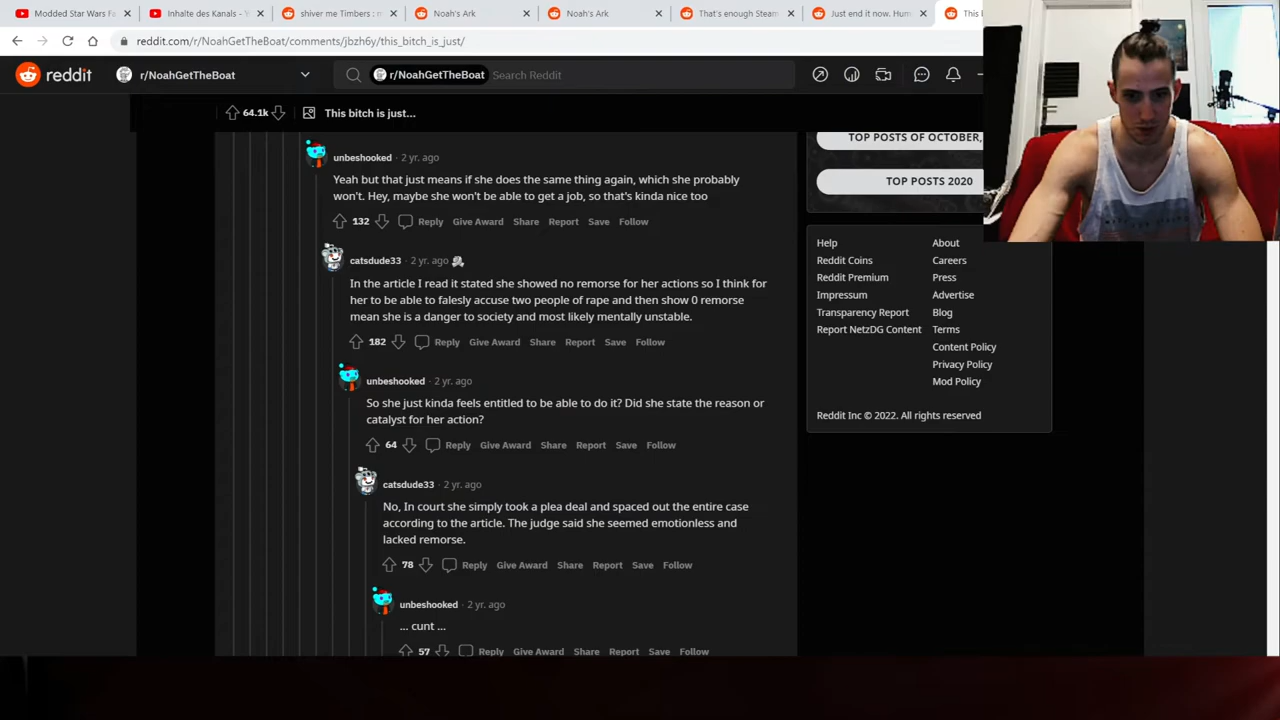 Modded Star Wars Fa
Inhalte des Kanals - Yo
shiver me Timbers : m
Noah's Ark
Noah's Ark
That's enough Steam
Just end it now. Hum
This b
reddit.com/r/NoahGetTheBoat/comments/jbzh6y/this_bitch_is_just/
reddit
r/NoahGetTheBoat
r/NoahGetTheBoat Search Reddit
64.1k
This bitch is just...
unbeshooked · 2 yr. ago
Yeah but that just means if she does the same thing again, which she probably
won't. Hey, maybe she won't be able to get a job, so that's kinda nice too
132 Reply Give Award Share Report Save Follow
catsdude33 · 2 yr. ago
In the article I read it stated she showed no remorse for her actions so I think for
her to be able to falesly accuse two people of rape and then show 0 remorse
mean she is a danger to society and most likely mentally unstable.
182 Reply Give Award Share Report Save Follow
unbeshooked · 2 yr. ago
So she just kinda feels entitled to be able to do it? Did she state the reason or
catalyst for her action?
64 Reply Give Award Share Report Save Follow
catsdude33 · 2 yr. ago
No, In court she simply took a plea deal and spaced out the entire case
according to the article. The judge said she seemed emotionless and
lacked remorse.
78 Reply Give Award Share Report Save Follow
unbeshooked · 2 yr. ago
... cunt ...
57 Reply Give Award Share Report Save Follow
TOP POSTS OF OCTOBER,
TOP POSTS 2020
Help About
Reddit Coins Careers
Reddit Premium Press
Impressum Advertise
Transparency Report Blog
Report NetzDG Content Terms
Content Policy
Privacy Policy
Mod Policy
Reddit Inc © 2022. All rights reserved